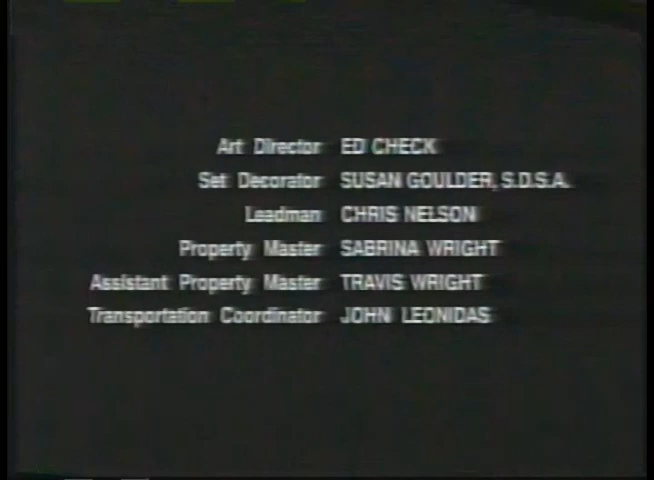 Art Director ED CHECK
Set Decorator SUSAN GOULDER, S.D.S.A.
Leadman CHRIS NELSON
Property Master SABRINA WRIGHT
Assistant Property Master TRAVIS WRIGHT
Transportation Coordinator JOHN LEONIDAS